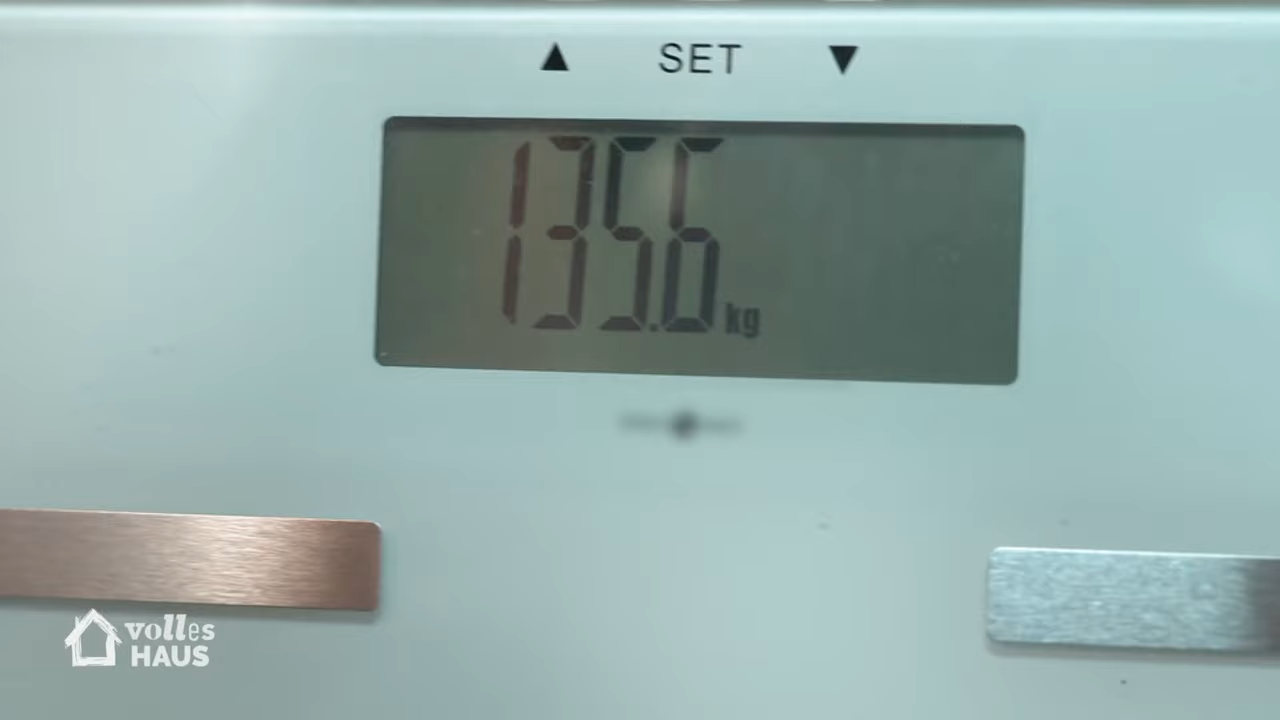 ▲ SET ▼
135.6 kg
volles
HAUS